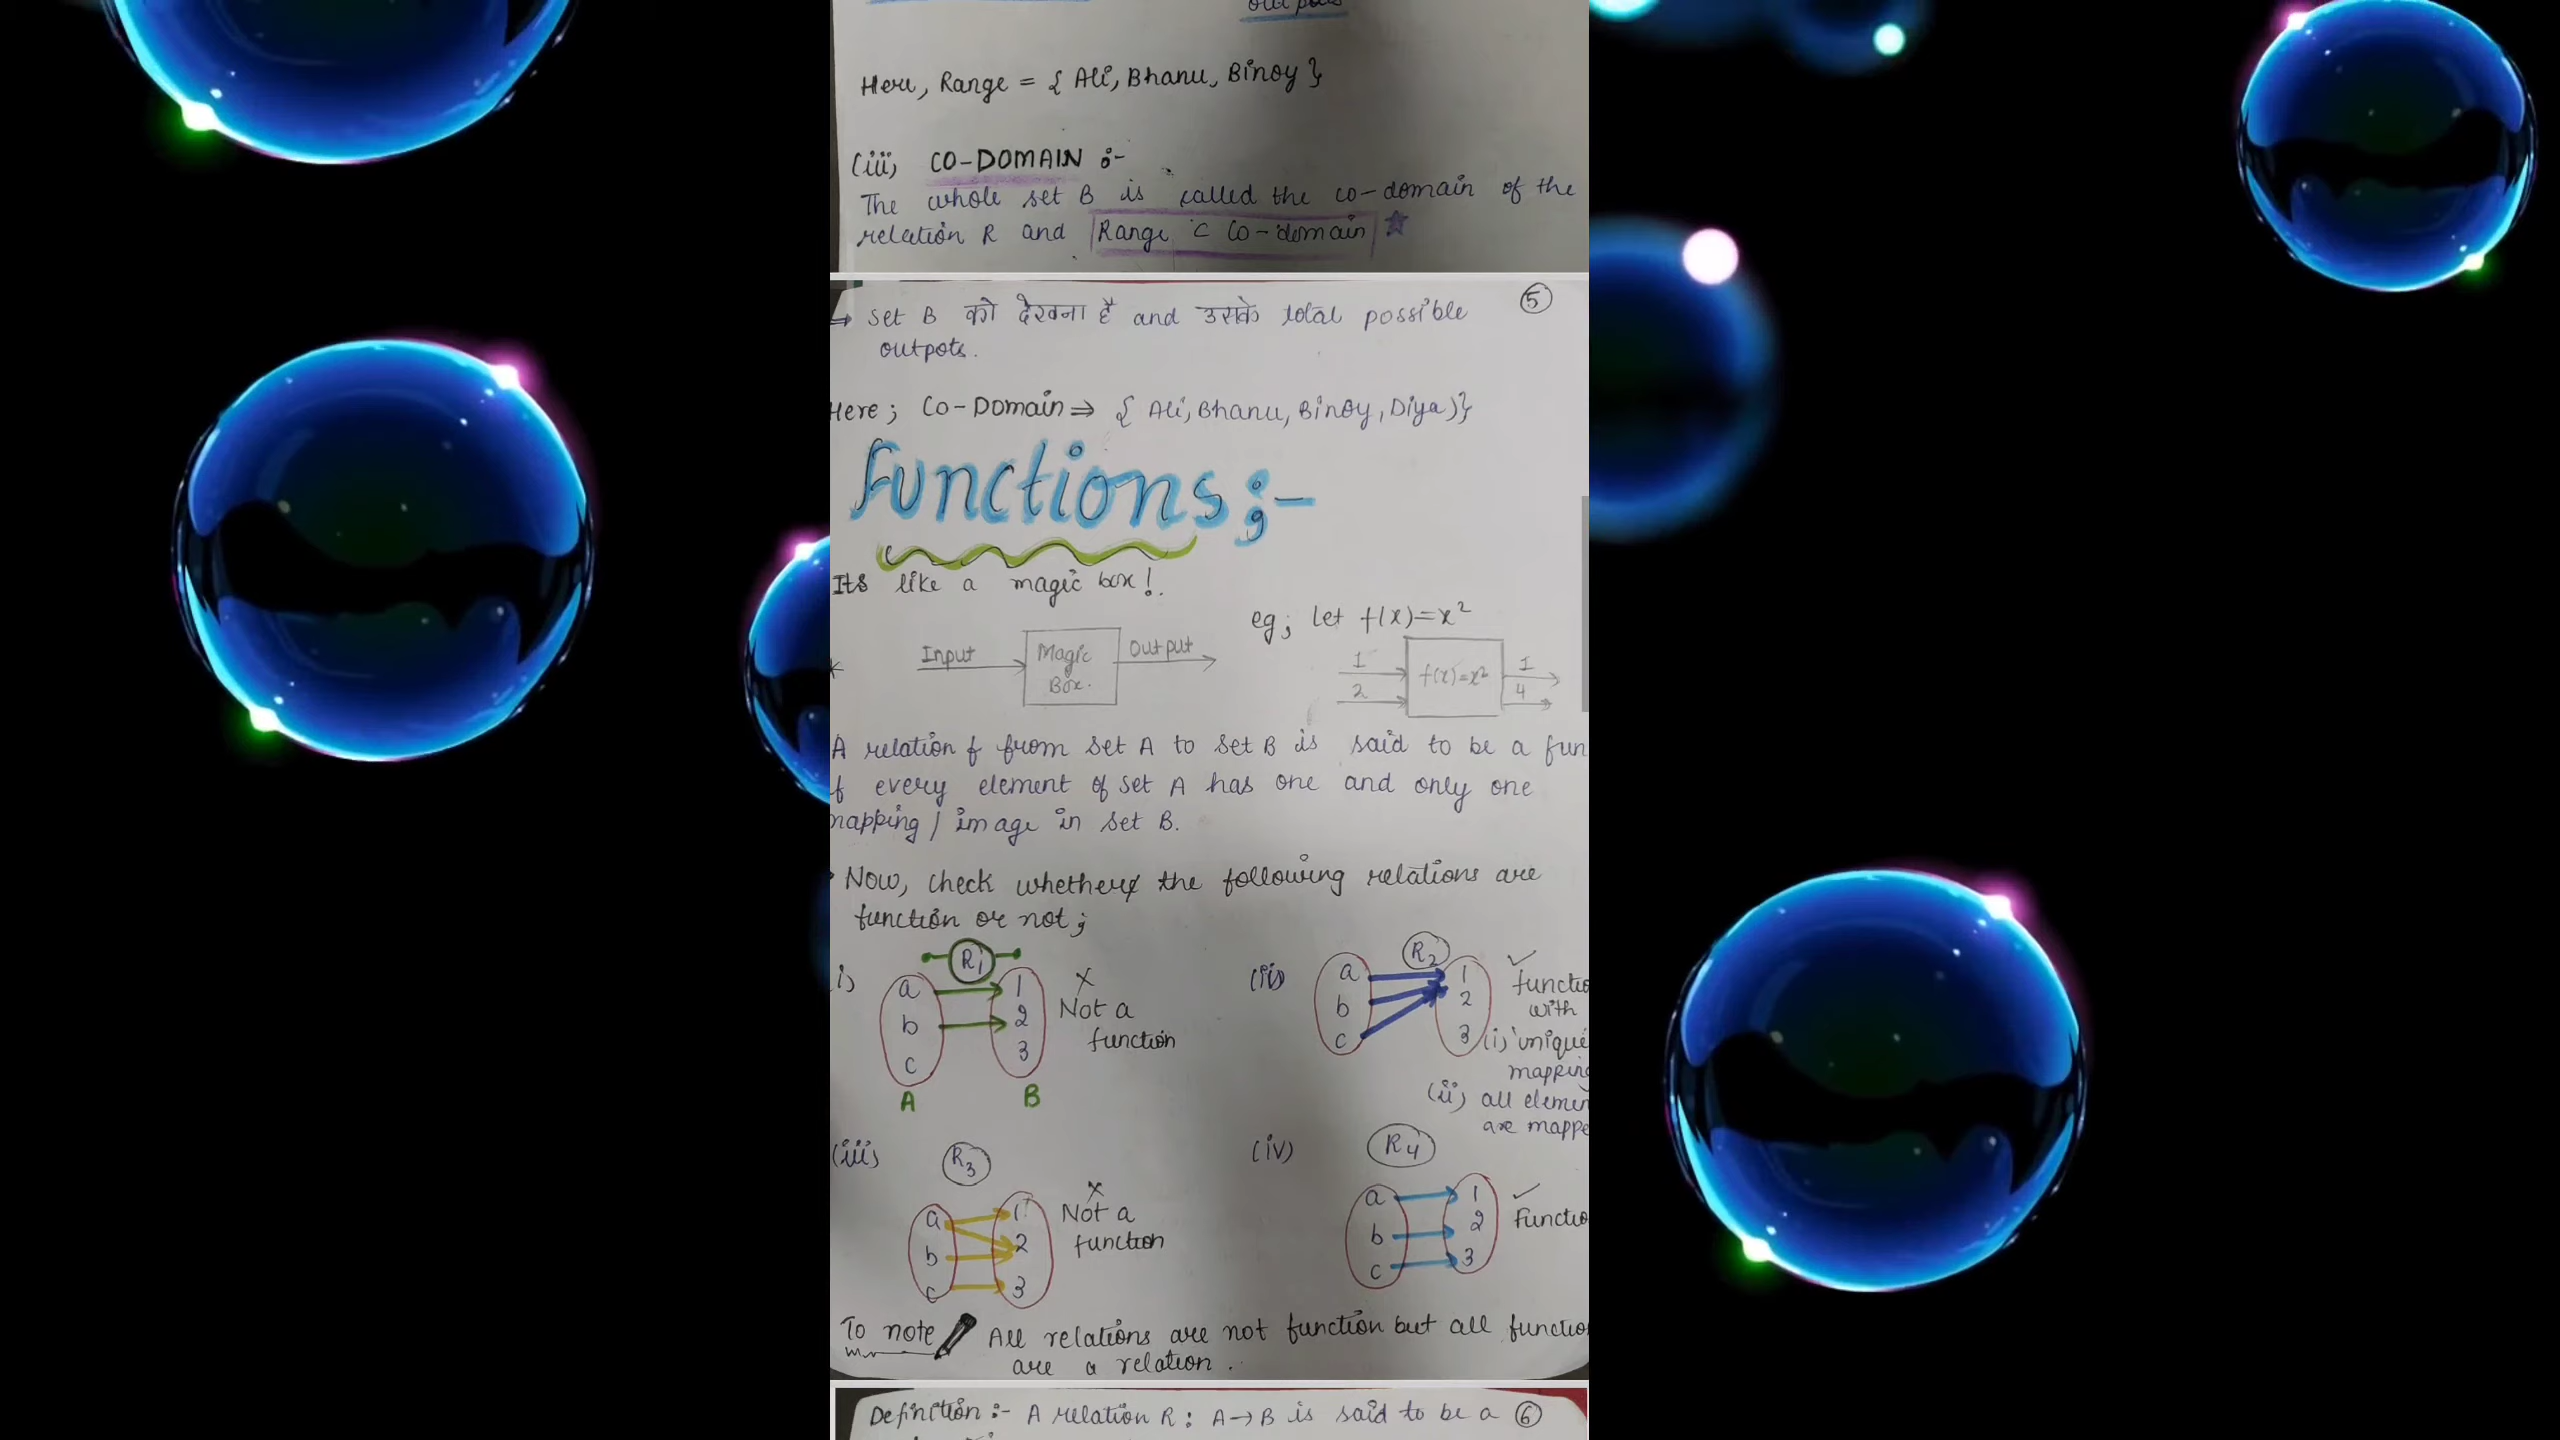 Here, Range = { Ali, Bhanu, Binoy }
(iii) CO-DOMAIN :-
The whole set B is called the co-domain of the
relation R and Range ⊂ Co-domain
→ Set B को देखना है and उसके total possible
outpots.
5
Here; Co-Domain ⇒ { Ali, Bhanu, Binoy, Diya)}
Functions :-
Its like a magic box!
eg; let f(x)=x²
Input Magic Box. Output
1 2 f(x)=x² 1 4
A relation f from set A to set B is said to be a fun
f every element of set A has one and only one
mapping / image in set B.
Now, check whether the following relations are
function or not;
(i) R1
a b c
1 2 3
A B
X
Not a
function
(ii) R2
a b c
1 2 3
✓
functio
with
(i) unique
mapping
(ii) all elemen
are mappe
(iii) R3
a b c
1 2 3
X
Not a
function
(iv) R4
a b c
1 2 3
✓
Functio
To note All relations are not function but all functio
are a relation.
Definition :- A relation R : A→B is said to be a 6